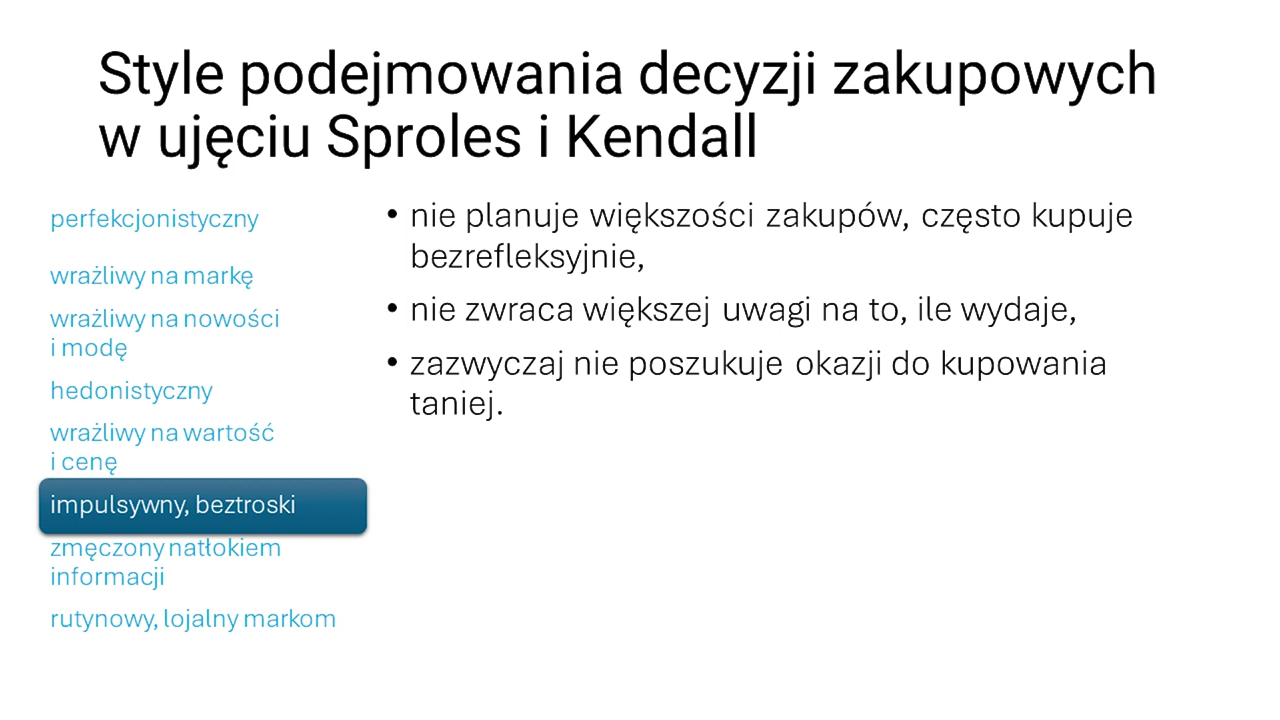 Style podejmowania decyzji zakupowych
w ujęciu Sproles i Kendall
perfekcjonistyczny
wrażliwy na markę
wrażliwy na nowości
i modę
hedonistyczny
wrażliwy na wartość
i cenę
impulsywny, beztroski
zmęczony natłokiem
informacji
rutynowy, lojalny markom
• nie planuje większości zakupów, często kupuje
bezrefleksyjnie,
• nie zwraca większej uwagi na to, ile wydaje,
• zazwyczaj nie poszukuje okazji do kupowania
taniej.